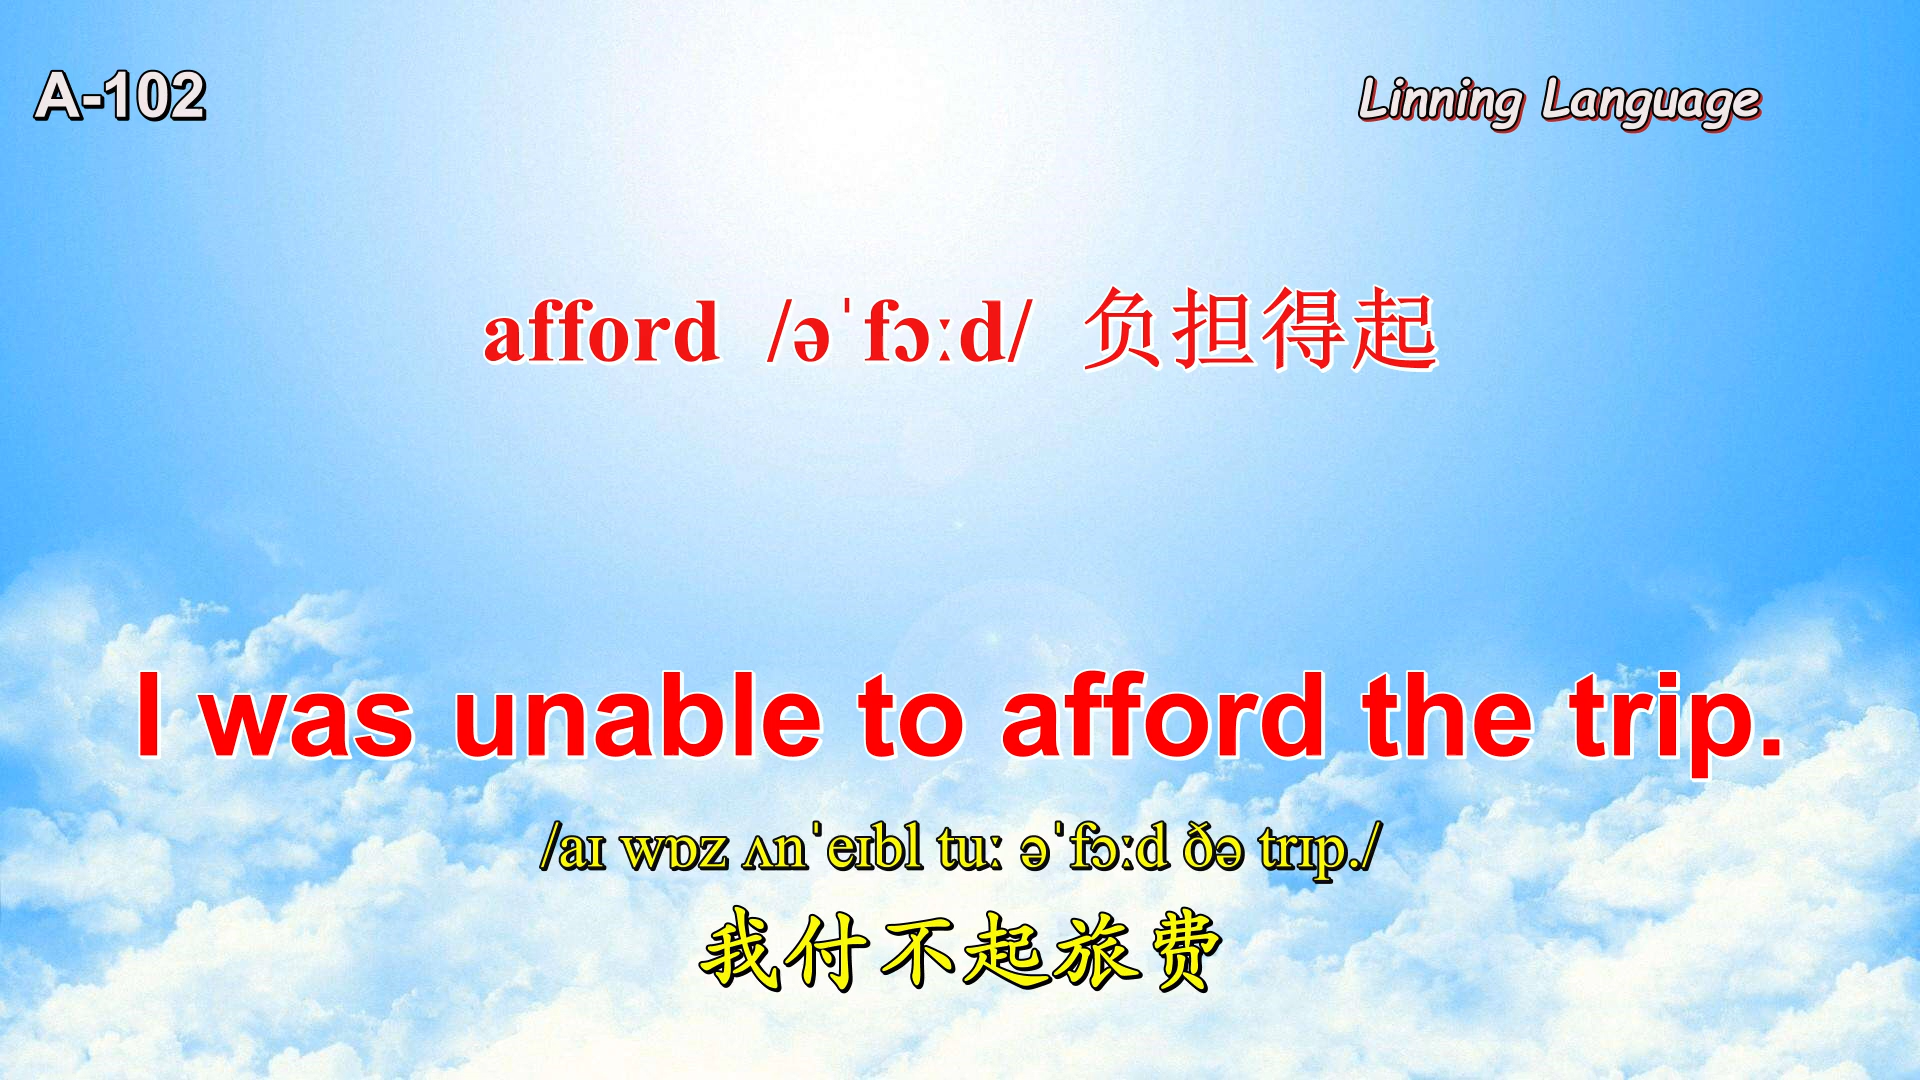 A-102
Linning Language
afford /əˈfɔːd/ 负担得起
I was unable to afford the trip.
/aɪ wɒz ʌnˈeɪbl tuː əˈfɔːd ðə trɪp./
我付不起旅费